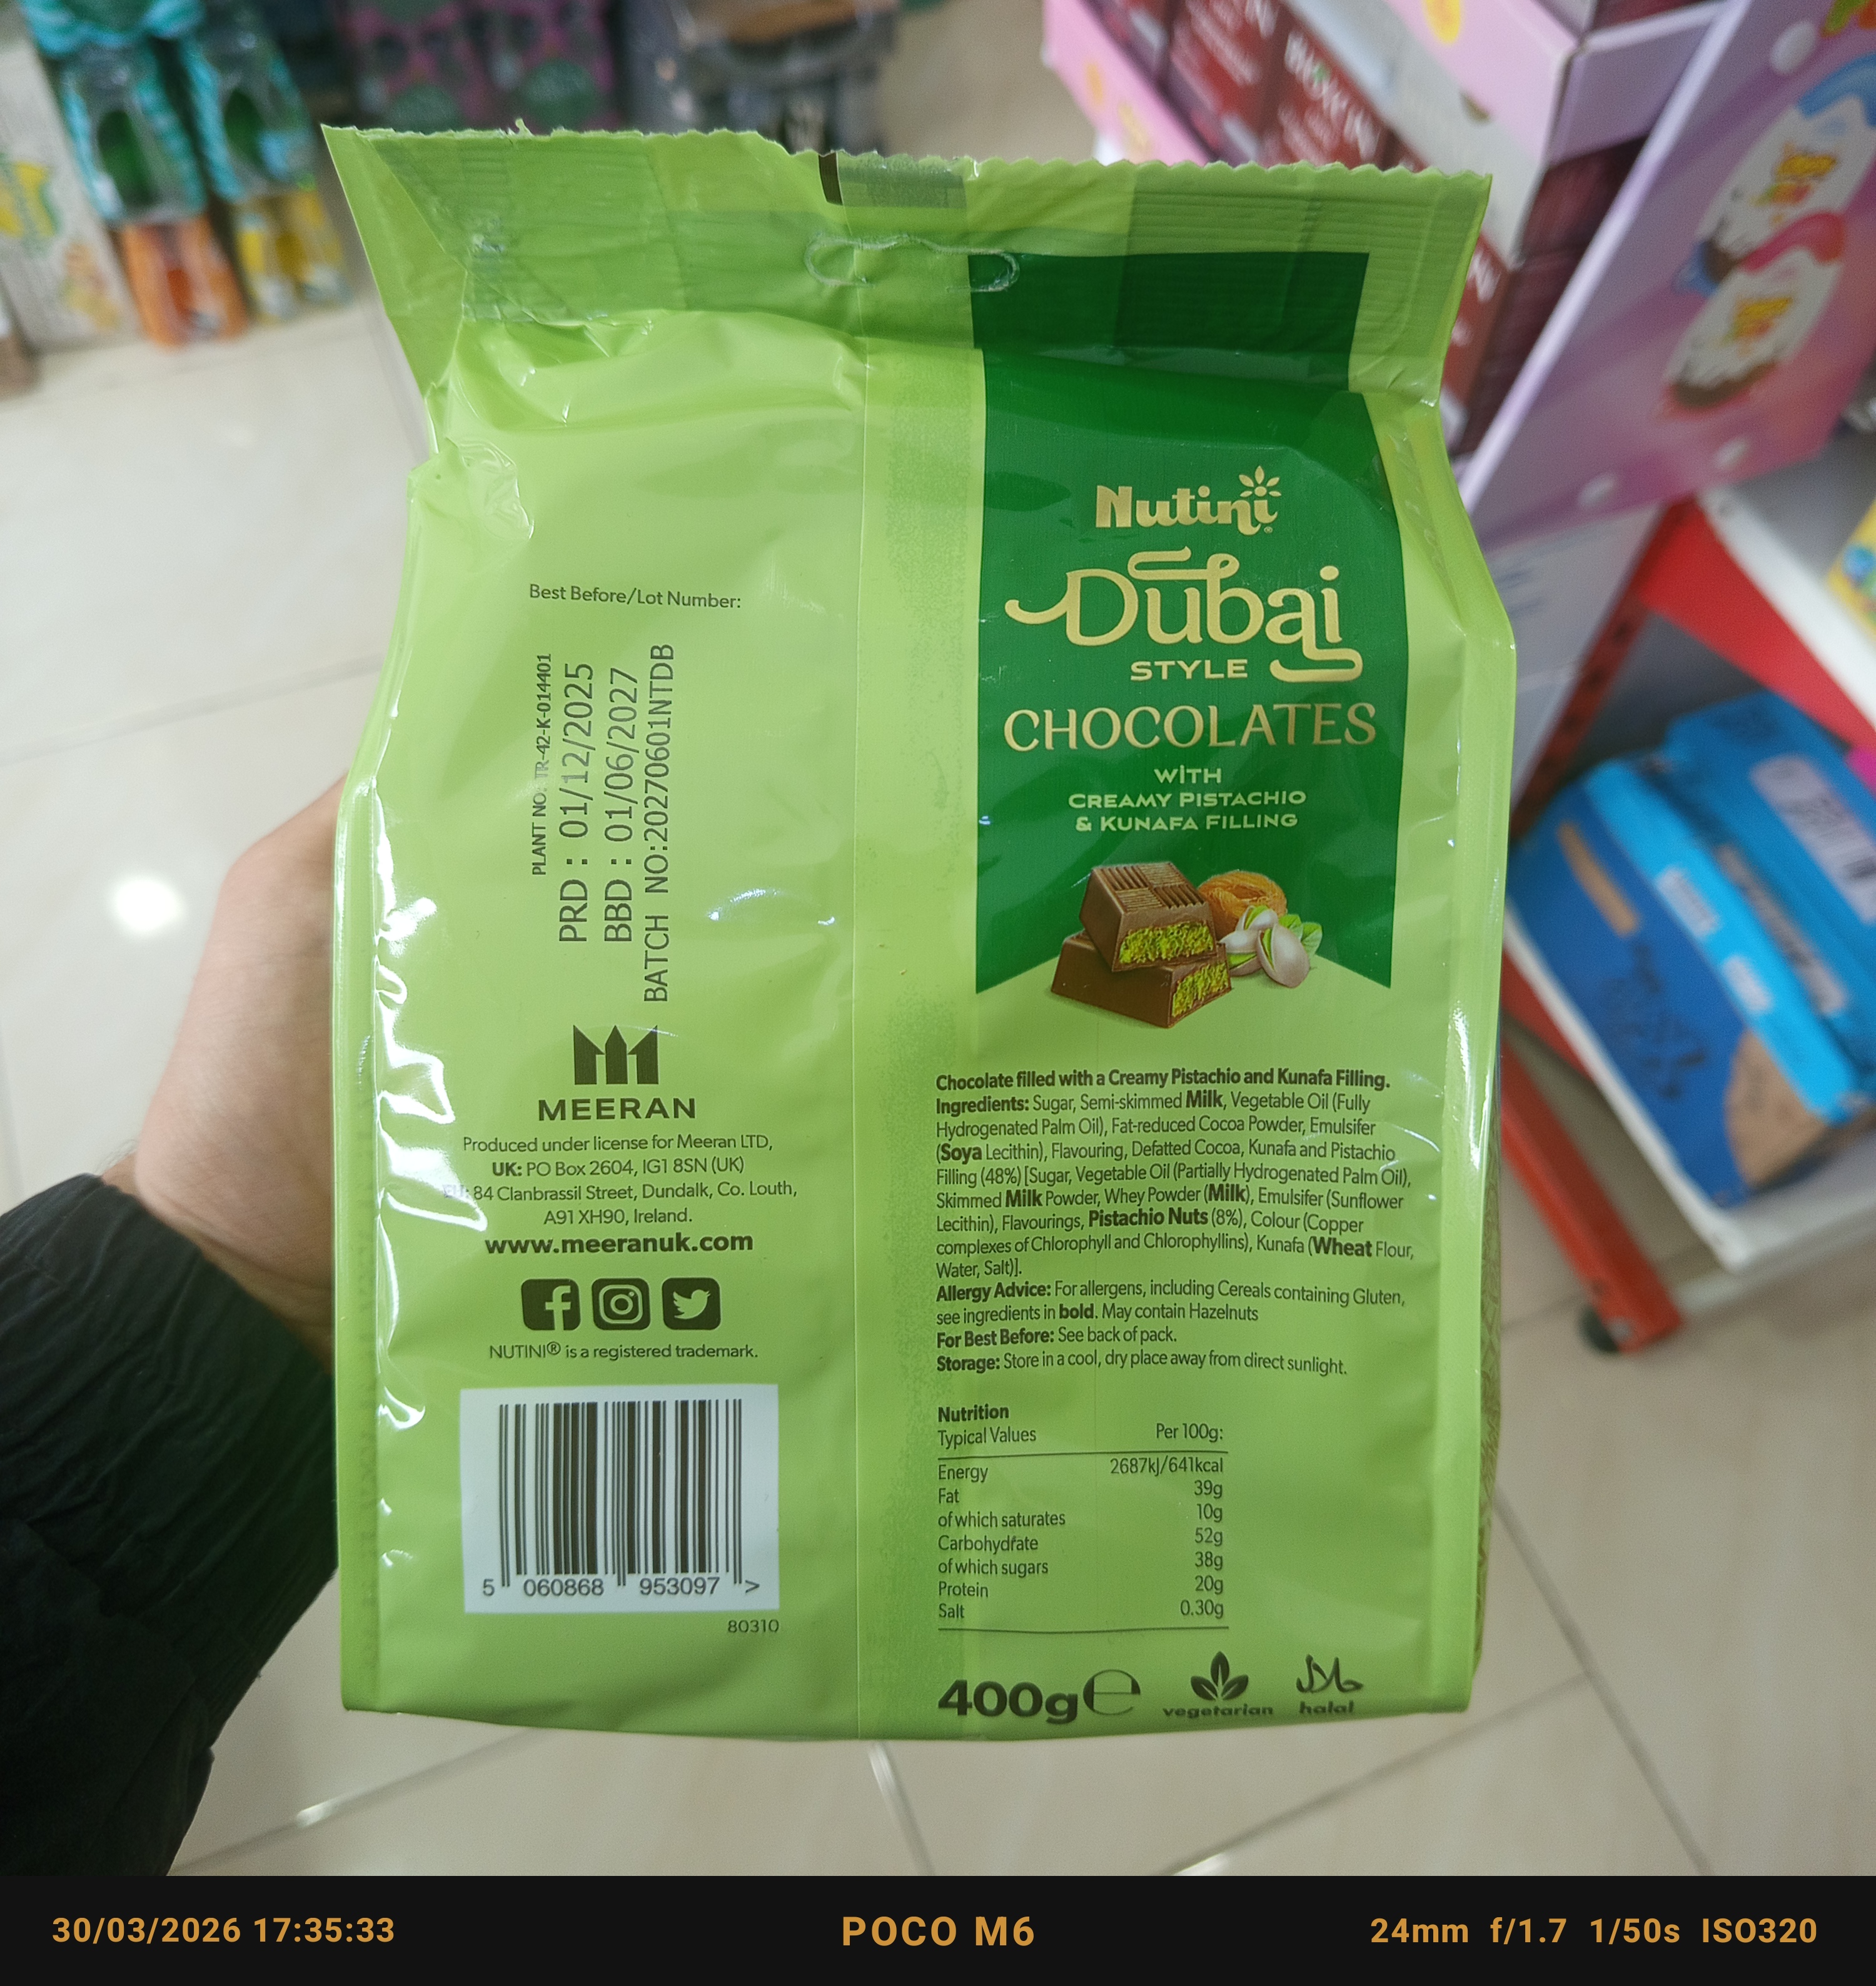 Best Before/Lot Number:
PLANT NO: TR-42-K-014401
PRD : 01/12/2025
BBD : 01/06/2027
BATCH NO:20270601NTDB
MEERAN
Produced under license for Meeran LTD,
UK: PO Box 2604, IG1 8SN (UK)
EU: 84 Clanbrassil Street, Dundalk, Co. Louth,
A91 XH90, Ireland.
www.meeranuk.com
NUTINI® is a registered trademark.
5 060868 953097 >
80310
Nutini®
Dubai
STYLE
CHOCOLATES
WİTH
CREAMY PISTACHIO
& KUNAFA FILLING
Chocolate filled with a Creamy Pistachio and Kunafa Filling.
Ingredients: Sugar, Semi-skimmed Milk, Vegetable Oil (Fully
Hydrogenated Palm Oil), Fat-reduced Cocoa Powder, Emulsifer
(Soya Lecithin), Flavouring, Defatted Cocoa, Kunafa and Pistachio
Filling (48%) [Sugar, Vegetable Oil (Partially Hydrogenated Palm Oil),
Skimmed Milk Powder, Whey Powder (Milk), Emulsifer (Sunflower
Lecithin), Flavourings, Pistachio Nuts (8%), Colour (Copper
complexes of Chlorophyll and Chlorophyllins), Kunafa (Wheat Flour,
Water, Salt)].
Allergy Advice: For allergens, including Cereals containing Gluten,
see ingredients in bold. May contain Hazelnuts
For Best Before: See back of pack.
Storage: Store in a cool, dry place away from direct sunlight.
Nutrition
Typical Values Per 100g:
Energy 2687kJ/641kcal
Fat 39g
of which saturates 10g
Carbohydrate 52g
of which sugars 38g
Protein 20g
Salt 0.30g
400g℮
vegetarian
حلال
halal
30/03/2026 17:35:33 POCO M6 24mm f/1.7 1/50s ISO320